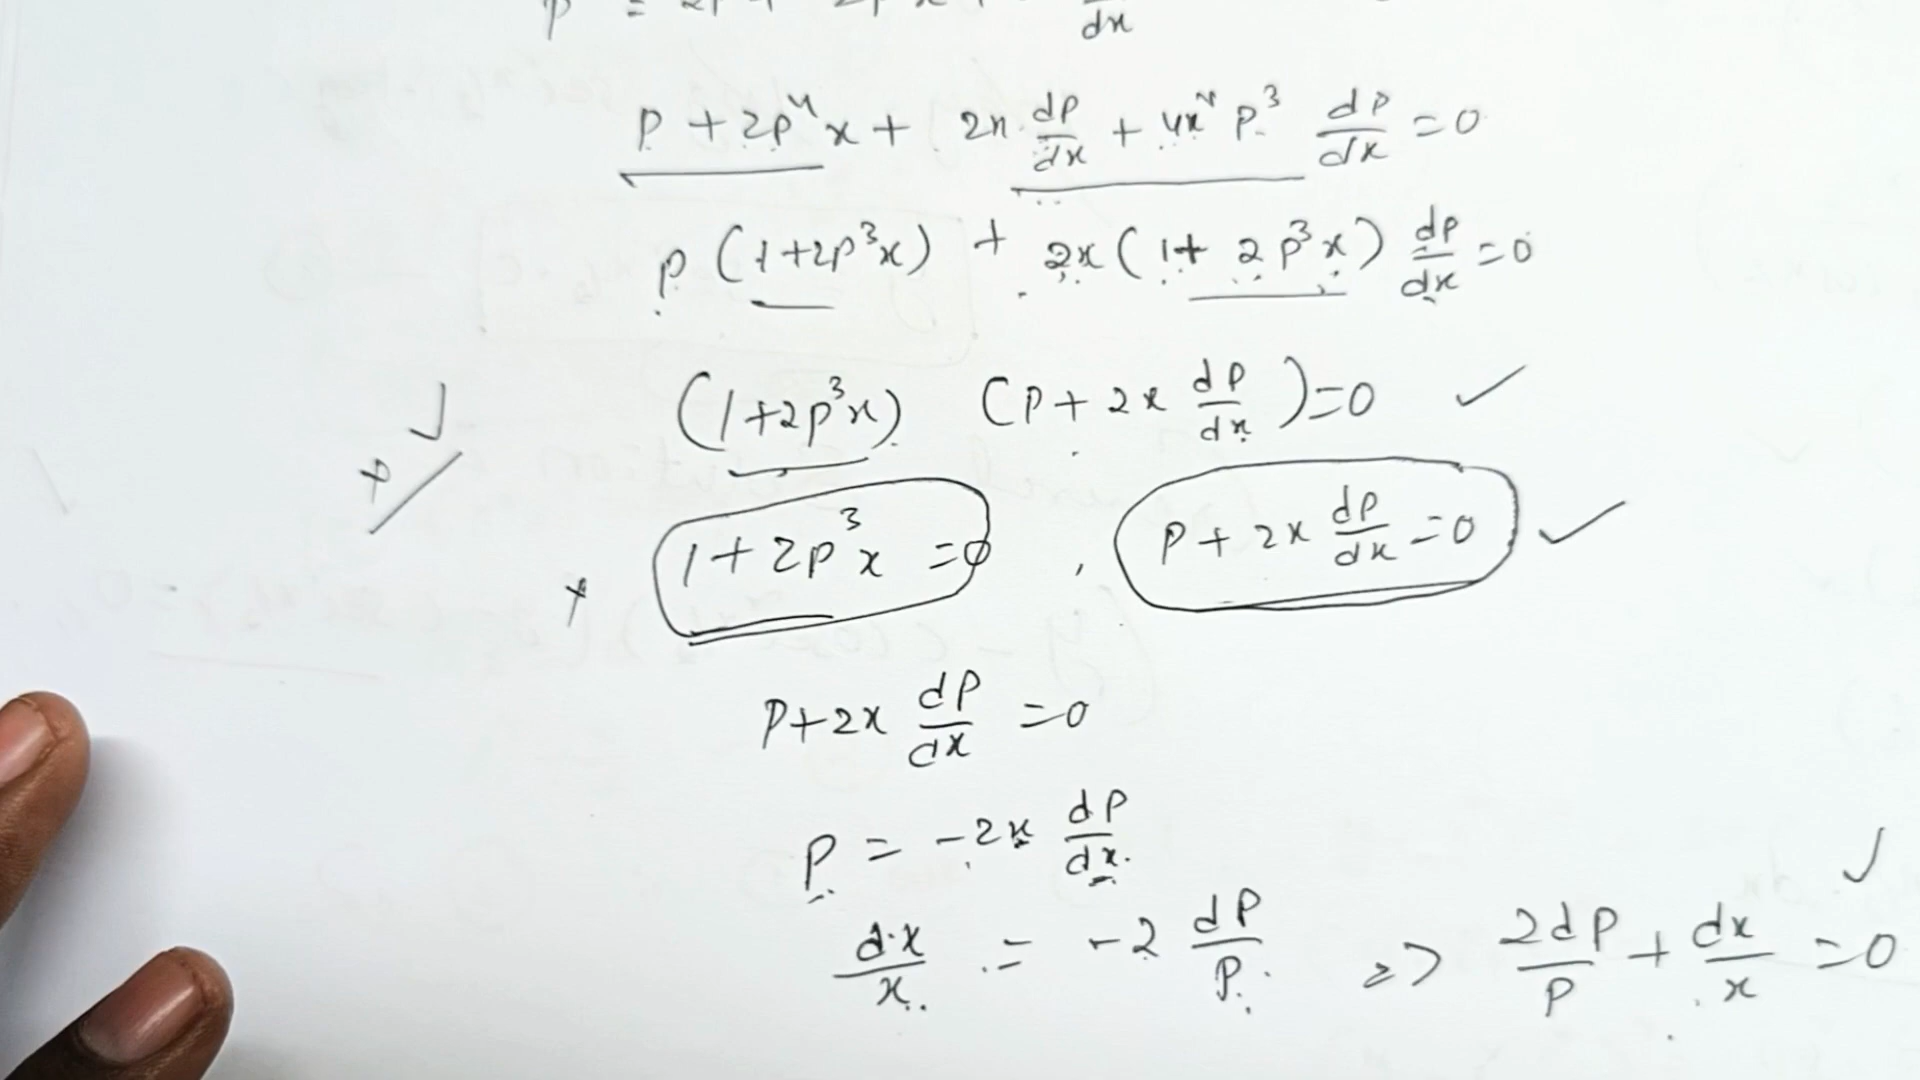 dx
p + 2p⁴x + 2x dp/dx + 4x² p³ dp/dx = 0
p (1+2p³x) + 2x (1+ 2p³x) dp/dx = 0
(1+2p³x) (p + 2x dp/dx) = 0 ✓
1 + 2p³x = 0 , p + 2x dp/dx = 0 ✓
p + 2x dp/dx = 0
p = -2x dp/dx
dx/x = -2 dp/p => 2dp/p + dx/x = 0